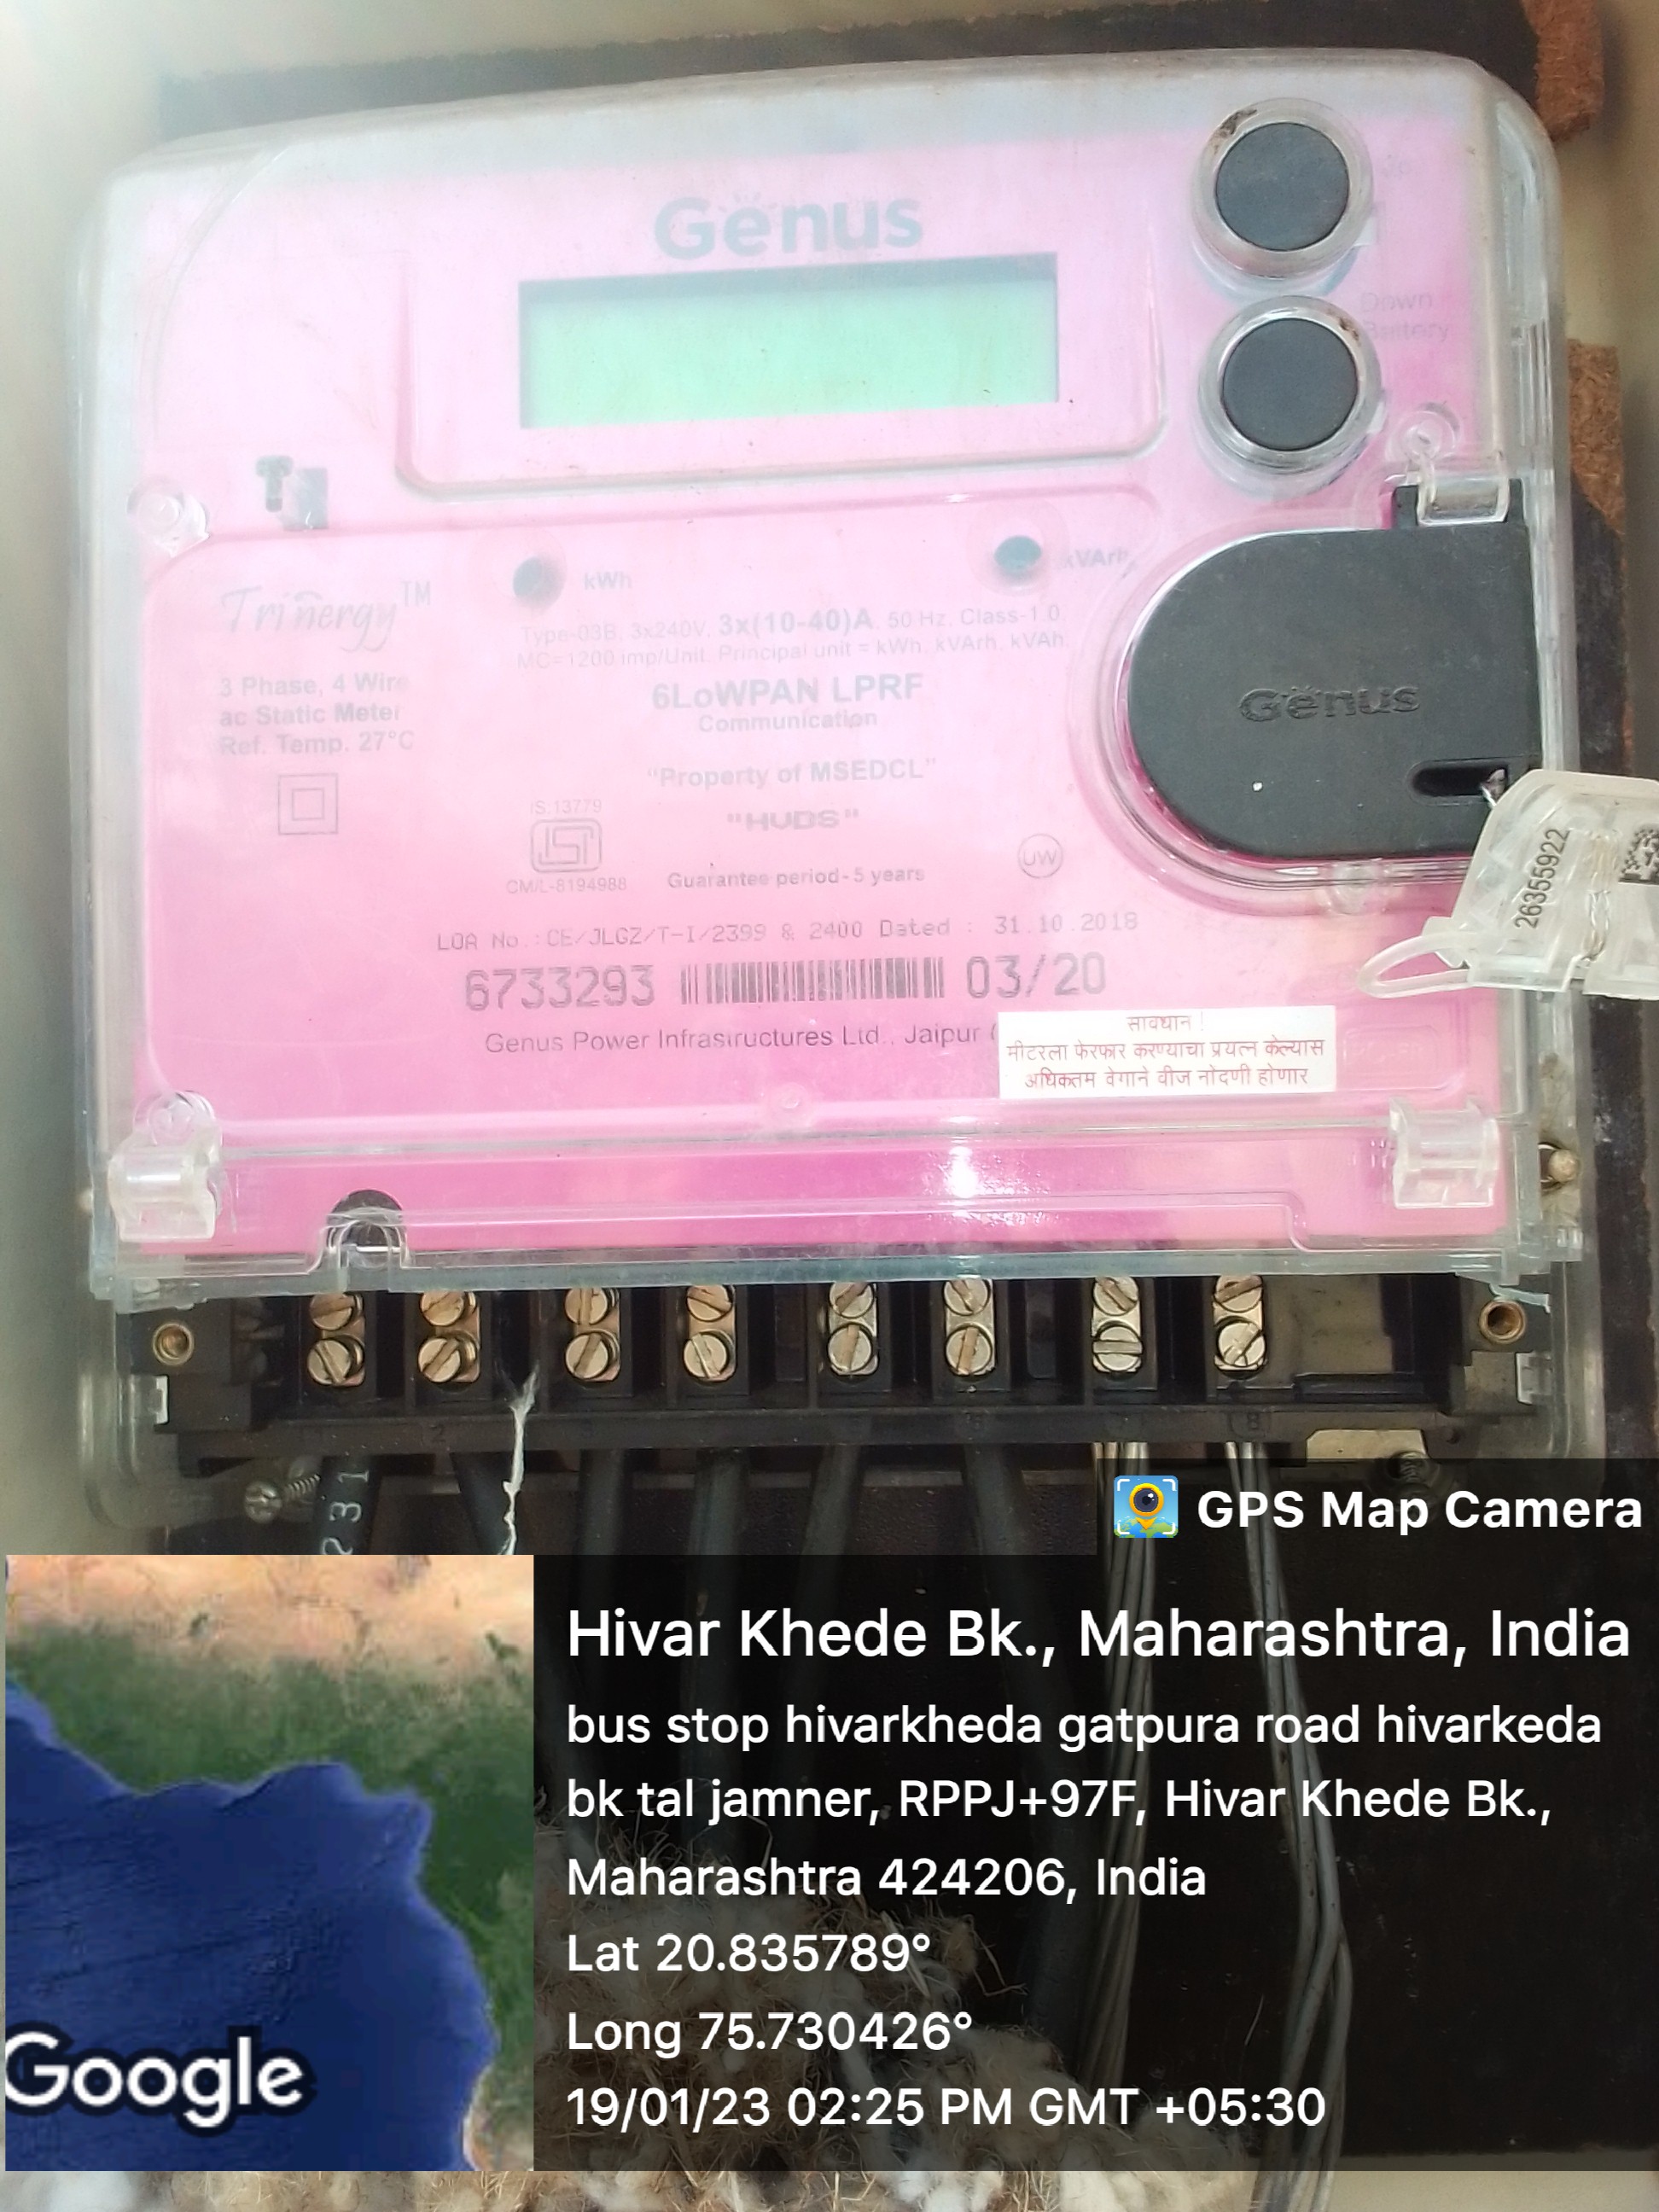 Genus
Down
Battery
kWh
kVArh
Trinergy™
Type-03B, 3x240V, 3x(10-40)A, 50 Hz, Class-1.0.
MC=1200 imp/Unit. Principal unit = kWh, kVArh, kVAh.
3 Phase, 4 Wire
ac Static Meter
Ref. Temp. 27°C
6LoWPAN LPRF
Communication
Genus
"Property of MSEDCL"
"HUDS"
IS:13779
ISI
CM/L-8194988
Guarantee period-5 years
UW
26355922
LOA No.:CE/JLGZ/T-I/2399 & 2400 Dated : 31.10.2018
6733293 03/20
Genus Power Infrastructures Ltd., Jaipur (
सावधान !
मीटरला फेरफार करण्याचा प्रयत्न केल्यास
अधिकतम वेगाने वीज नोंदणी होणार
2
8
231
GPS Map Camera
Hivar Khede Bk., Maharashtra, India
bus stop hivarkheda gatpura road hivarkeda
bk tal jamner, RPPJ+97F, Hivar Khede Bk.,
Maharashtra 424206, India
Lat 20.835789°
Long 75.730426°
19/01/23 02:25 PM GMT +05:30
Google